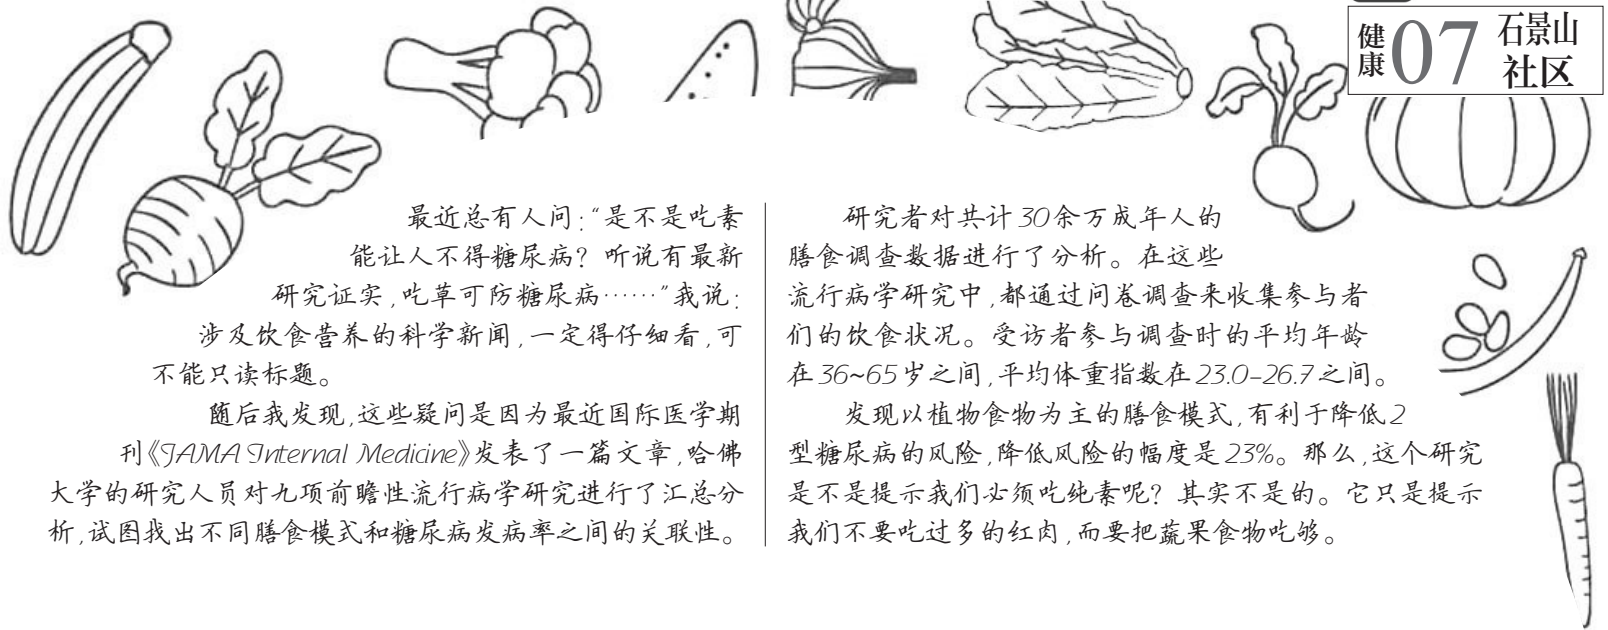 健康
07
石景山
社区
最近总有人问：“是不是吃素
能让人不得糖尿病？听说有最新
研究证实，吃草可防糖尿病……”我说：
涉及饮食营养的科学新闻，一定得仔细看，可
不能只读标题。
随后我发现，这些疑问是因为最近国际医学期
刊《JAMA Internal Medicine》发表了一篇文章，哈佛
大学的研究人员对九项前瞻性流行病学研究进行了汇总分
析，试图找出不同膳食模式和糖尿病发病率之间的关联性。
研究者对共计30余万成年人的
膳食调查数据进行了分析。在这些
流行病学研究中，都通过问卷调查来收集参与者
们的饮食状况。受访者参与调查时的平均年龄
在36~65岁之间，平均体重指数在23.0-26.7之间。
发现以植物食物为主的膳食模式，有利于降低2
型糖尿病的风险，降低风险的幅度是23%。那么，这个研究
是不是提示我们必须吃纯素呢？其实不是的。它只是提示
我们不要吃过多的红肉，而要把蔬果食物吃够。